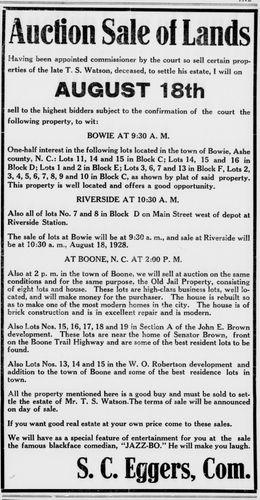 Auction Sale of Lands
Having been appointed commissioner by the court so sell certain prop-
erties of the late T. S. Watson, deceased, to settle his estate, I will on
AUGUST 18th
sell to the highest bidders subject to the confirmation of the court the
following property, to wit:
BOWIE AT 9:30 A. M.
One-half interest in the following lots located in town of Bowie, Ashe
county, N. C.: Lots 11, 14 and 15 in Block C; Lots 14, 15 and 16 in
Block D; Lots 1 and 2 in Block E; Lots 3, 6, 7 and 13 in Block F, Lots 2,
3, 4, 5, 6, 7, 8, 9 and 10 in Block C, as shown by plat of said property.
This property is well located and offers a good opportunity.
RIVERSIDE AT 10:30 A. M.
Also all of lots No. 7 and 8 in Block D on Main Street west of depot at
Riverside Station.
The sale of lots at Bowie will be at 9:30 a. m., and sale at Riverside will
be at 10:30 a. m., August 18, 1928.
AT BOONE, N. C. AT 2:00 P. M.
Also at 2 p. m. in the town of Boone, we will sell at auction on the same
conditions and for the same purpose, the Old Jail Property, consisting
of eight lots and house. These lots are high-class business lots, well lo-
cated, and will make money for the purchaser. The house is rebuilt so
as to make one of the most modern homes in the city. The house is of
brick construction and is in excellent repair and is modern.
Also Lots Nos. 15, 16, 17, 18 and 19 in Section A of the John E. Brown
development. These lots are near the home of Senator Brown, front
on the Boone Trail Highway and are some of the best resident lots to be
found.
Also Lots Nos. 13, 14 and 15 in the W. O. Robertson development and
addition to the town of Boone and some of the best residence lots in
town.
All the property mentioned here is a good buy and must be sold to set-
tle the estate of Mr. T. S. Watson.The terms of sale will be announced
on day of sale.
If you want good real estate at your own price come to these sales.
We will have as a special feature of entertainment for you at the sale
the famous blackface comedian, "JAZZ-BO." He will make you laugh.
S. C. Eggers, Com.